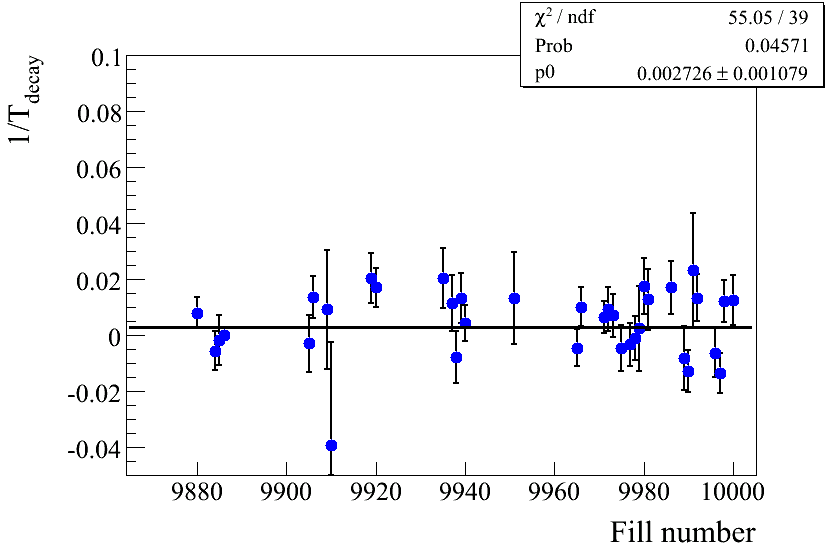 χ² / ndf 55.05 / 39
Prob 0.04571
p0 0.002726 ± 0.001079
1/T_decay
0.1
0.08
0.06
0.04
0.02
0
-0.02
-0.04
9880 9900 9920 9940 9960 9980 10000
Fill number